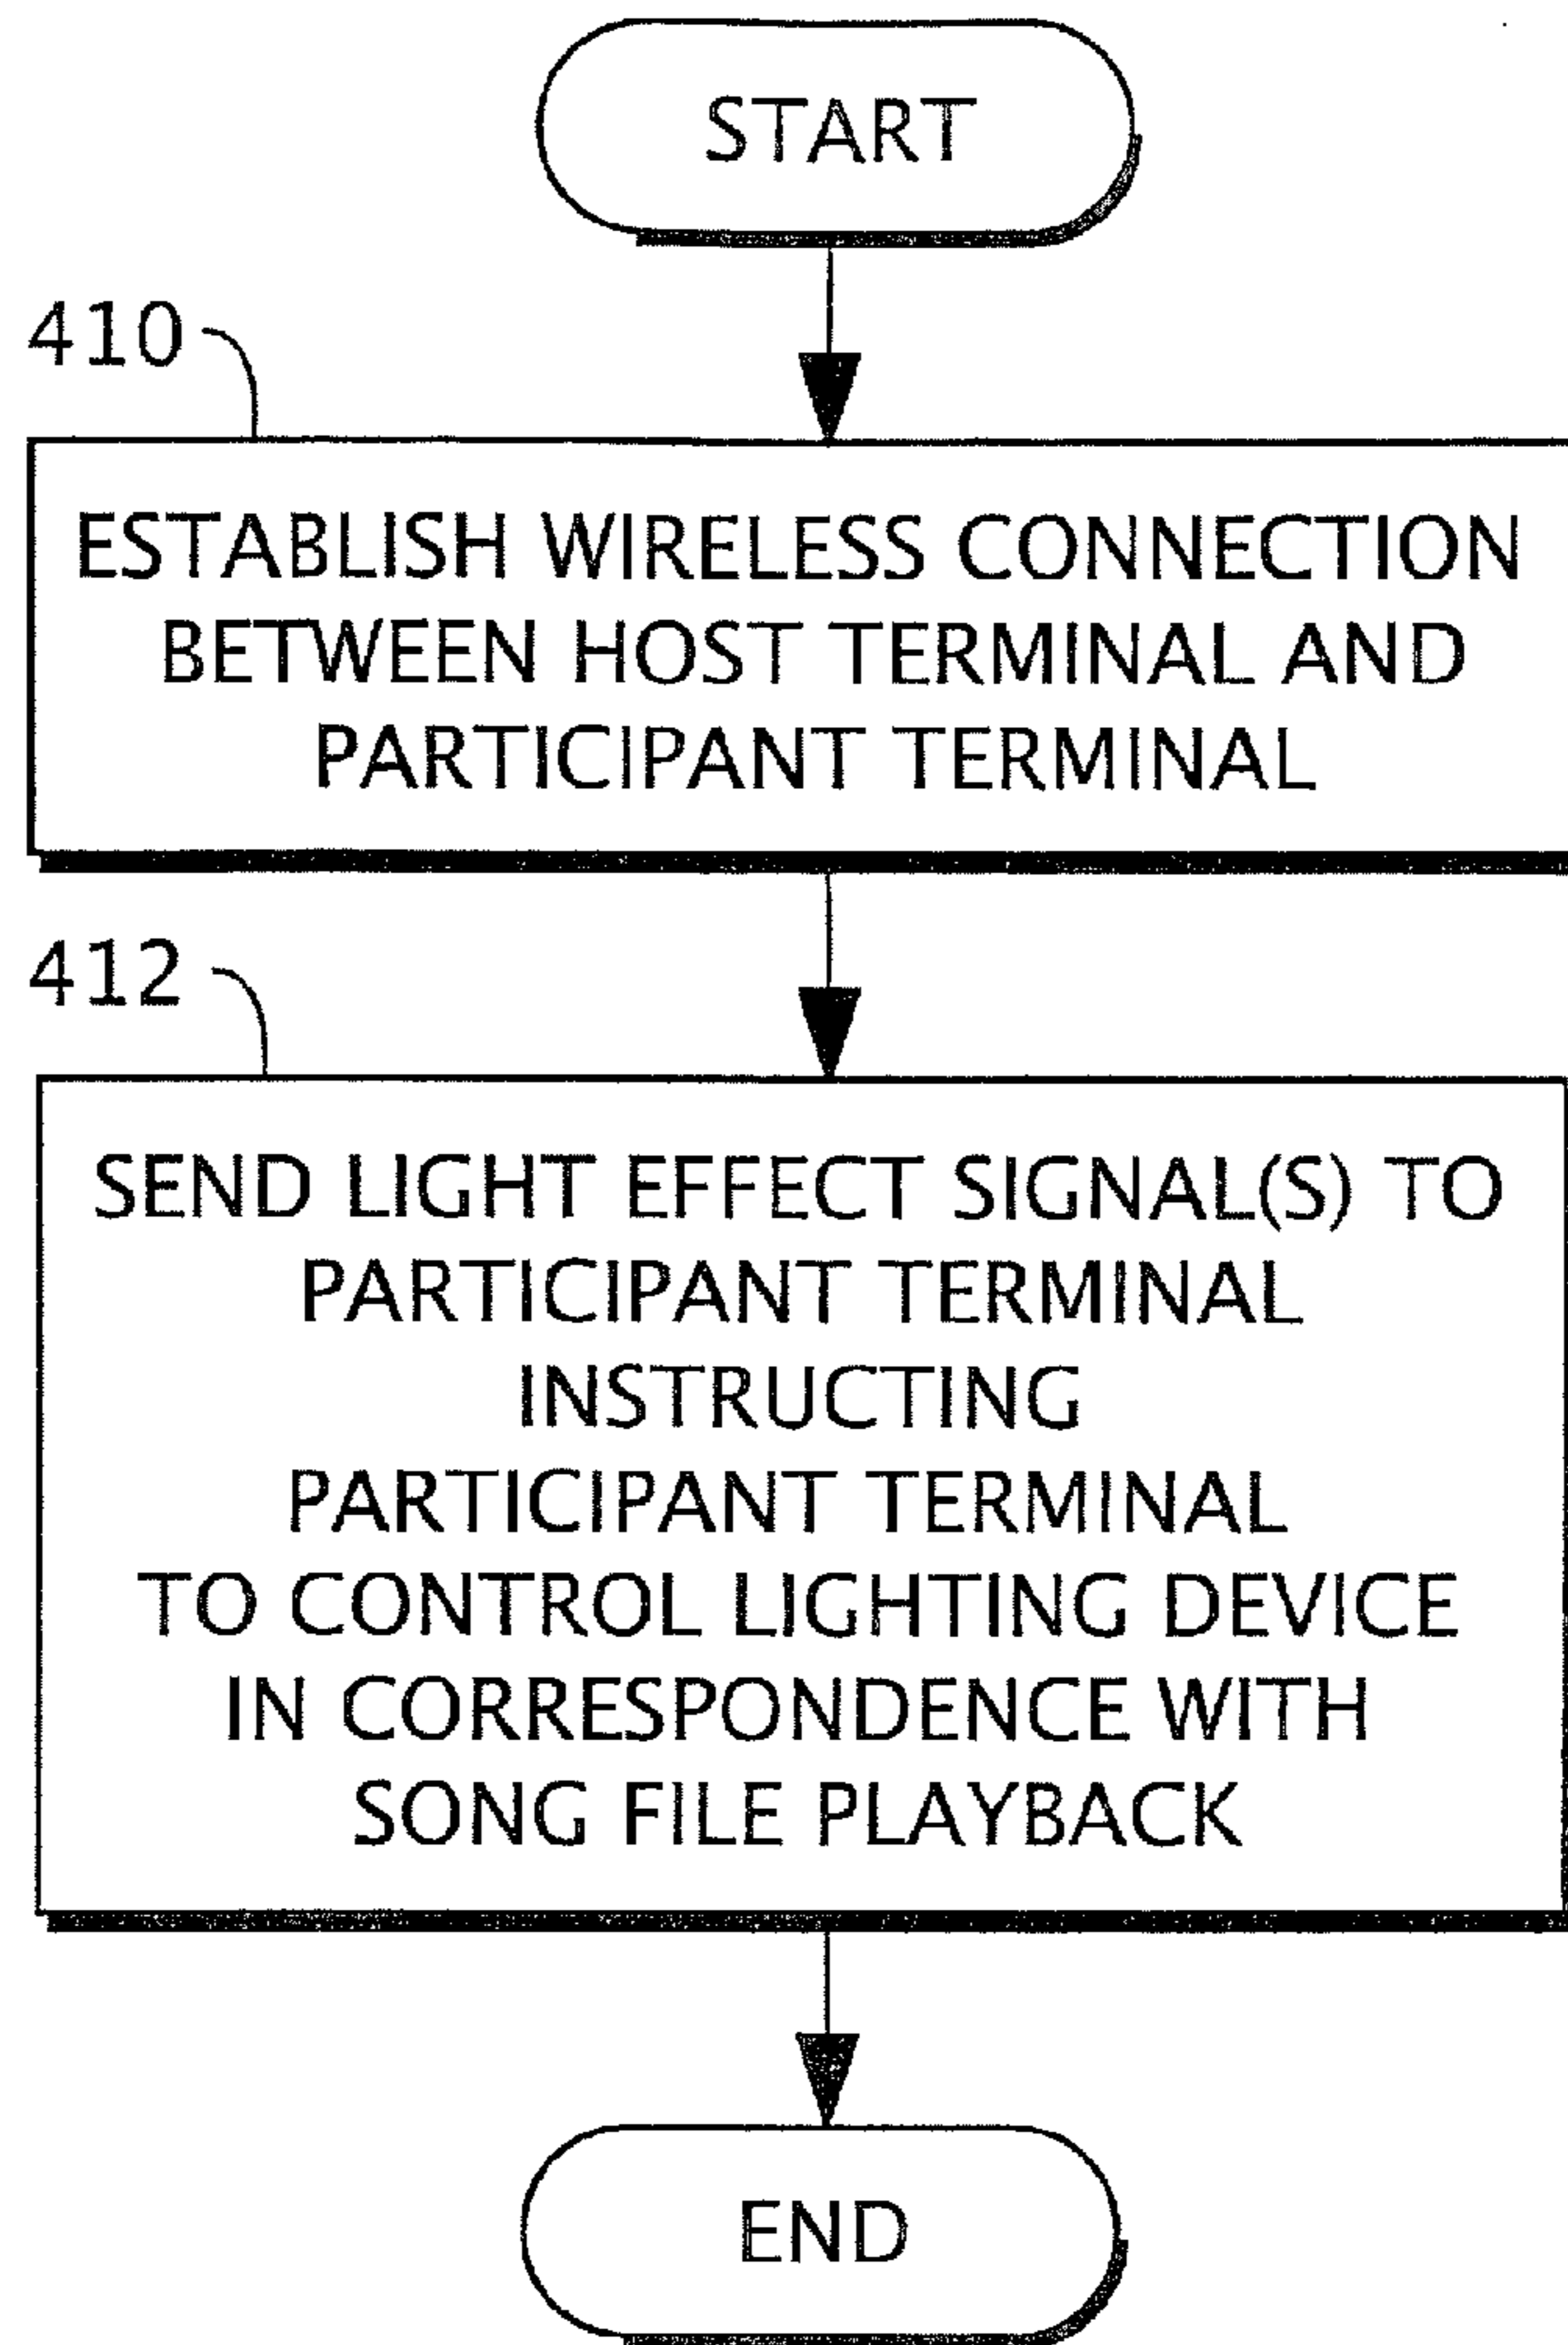 START
410
ESTABLISH WIRELESS CONNECTION
BETWEEN HOST TERMINAL AND
PARTICIPANT TERMINAL
412
SEND LIGHT EFFECT SIGNAL(S) TO
PARTICIPANT TERMINAL
INSTRUCTING
PARTICIPANT TERMINAL
TO CONTROL LIGHTING DEVICE
IN CORRESPONDENCE WITH
SONG FILE PLAYBACK
END